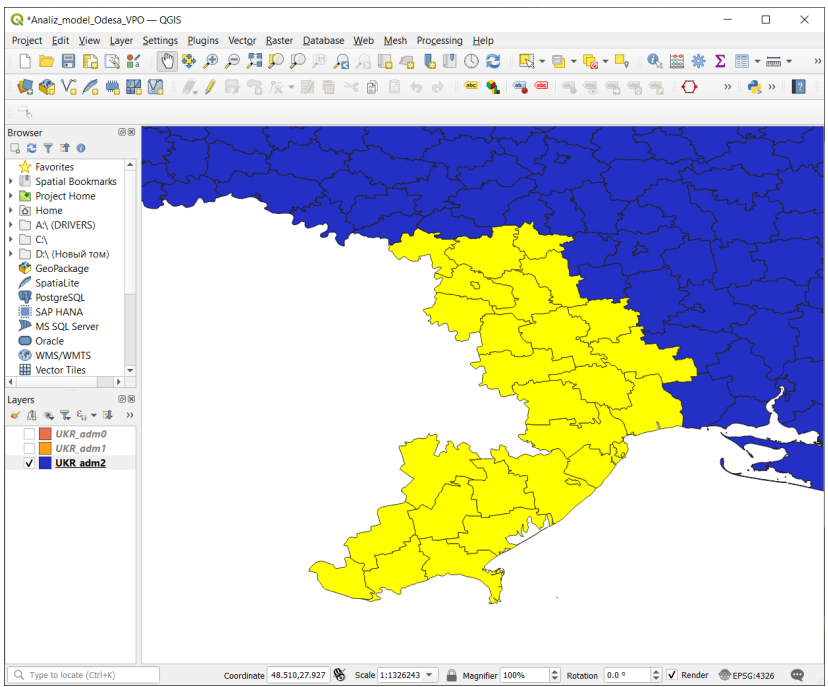 *Analiz_model_Odesa_VPO — QGIS
Project Edit View Layer Settings Plugins Vector Raster Database Web Mesh Processing Help
abc abc abc
Browser
Favorites
Spatial Bookmarks
Project Home
Home
A:\ (DRIVERS)
C:\
D:\ (Новый том)
GeoPackage
SpatiaLite
PostgreSQL
SAP HANA
MS SQL Server
Oracle
WMS/WMTS
Vector Tiles
Layers
UKR_adm0
UKR_adm1
UKR_adm2
Type to locate (Ctrl+K) Coordinate 48.510,27.927 Scale 1:1326243 Magnifier 100% Rotation 0.0 ° Render EPSG:4326